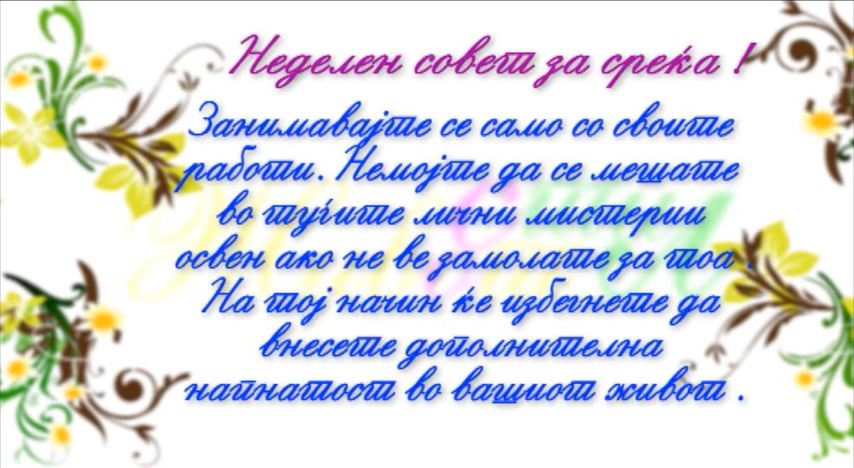 Неделен совет за среќа !
Занимавајте се само со своите
работи. Немојте да се мешате
во туѓите лични мистерии
освен ако не ве замолате за тоа .
На тој начин ќе избегнете да
внесете дополнителна
напнатост во вашиот живот .